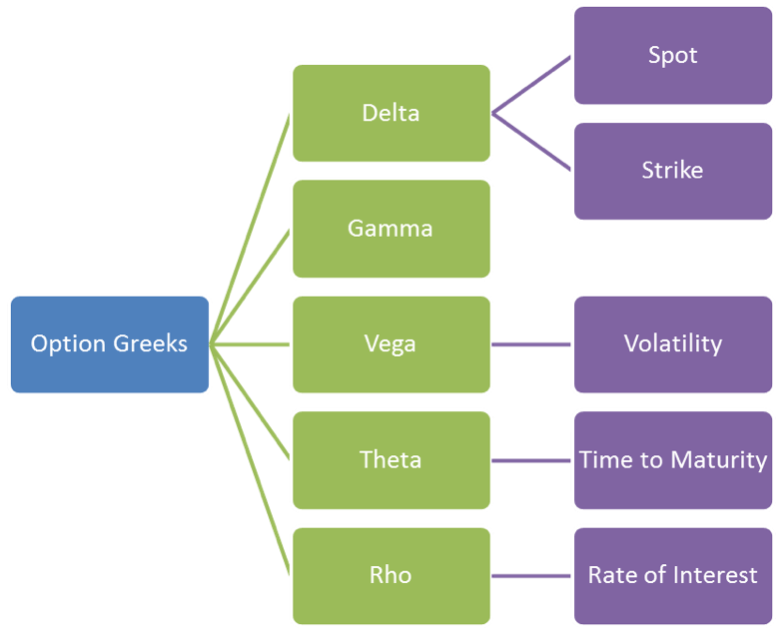 Option Greeks
Delta
Spot
Strike
Gamma
Vega
Volatility
Theta
Time to Maturity
Rho
Rate of Interest